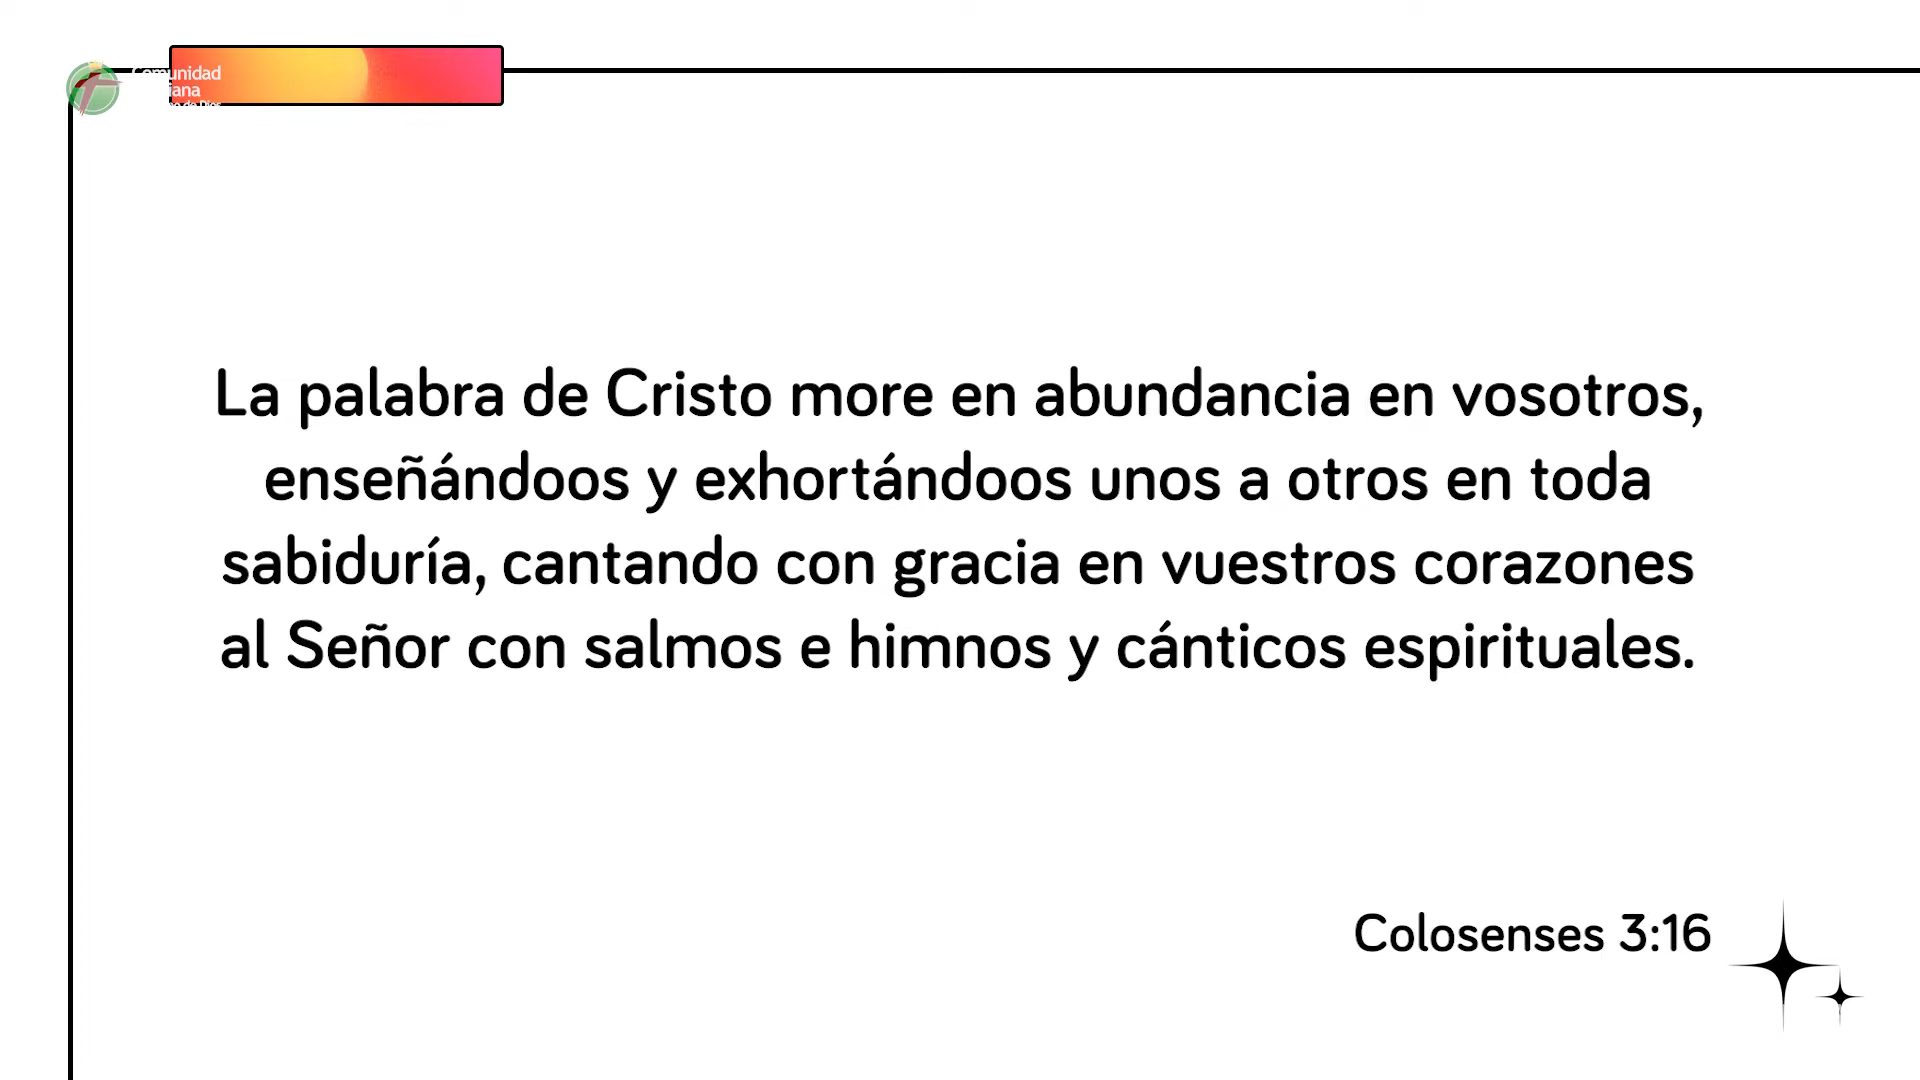 Comunidad
La palabra de Cristo more en abundancia en vosotros,
enseñándoos y exhortándoos unos a otros en toda
sabiduría, cantando con gracia en vuestros corazones
al Señor con salmos e himnos y cánticos espirituales.
Colosenses 3:16